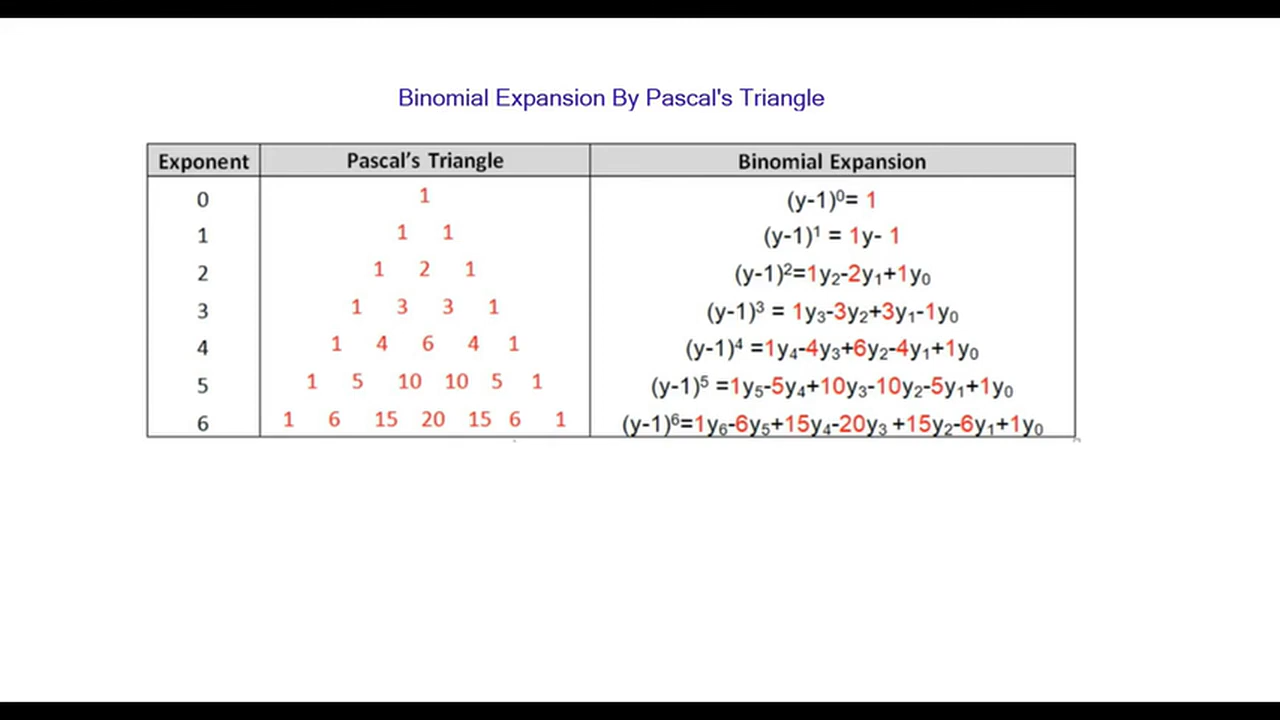 Binomial Expansion By Pascal's Triangle
Exponent Pascal's Triangle Binomial Expansion
0 1 (y-1)⁰= 1
1 1 1 (y-1)¹ = 1y- 1
2 1 2 1 (y-1)²=1y₂-2y₁+1y₀
3 1 3 3 1 (y-1)³ = 1y₃-3y₂+3y₁-1y₀
4 1 4 6 4 1 (y-1)⁴ =1y₄-4y₃+6y₂-4y₁+1y₀
5 1 5 10 10 5 1 (y-1)⁵ =1y₅-5y₄+10y₃-10y₂-5y₁+1y₀
6 1 6 15 20 15 6 1 (y-1)⁶=1y₆-6y₅+15y₄-20y₃ +15y₂-6y₁+1y₀